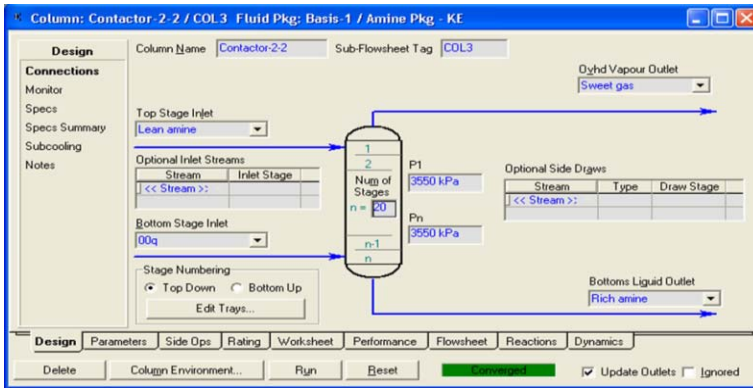 Column: Contactor-2-2 / COL3 Fluid Pkg: Basis-1 / Amine Pkg - KE
Design
Connections
Monitor
Specs
Specs Summary
Subcooling
Notes
Column Name Contactor-2-2 Sub-Flowsheet Tag COL3
Ovhd Vapour Outlet
Sweet gas
Top Stage Inlet
Lean amine
Optional Inlet Streams
Stream Inlet Stage
<< Stream >>
Bottom Stage Inlet
00q
Stage Numbering
Top Down Bottom Up
Edit Trays...
1
2
Num of
Stages
n = 20
n-1
n
P1
3550 kPa
Pn
3550 kPa
Optional Side Draws
Stream Type Draw Stage
<< Stream >>
Bottoms Liquid Outlet
Rich amine
Design Parameters Side Ops Rating Worksheet Performance Flowsheet Reactions Dynamics
Delete Column Environment... Run Reset Converged Update Outlets Ignored